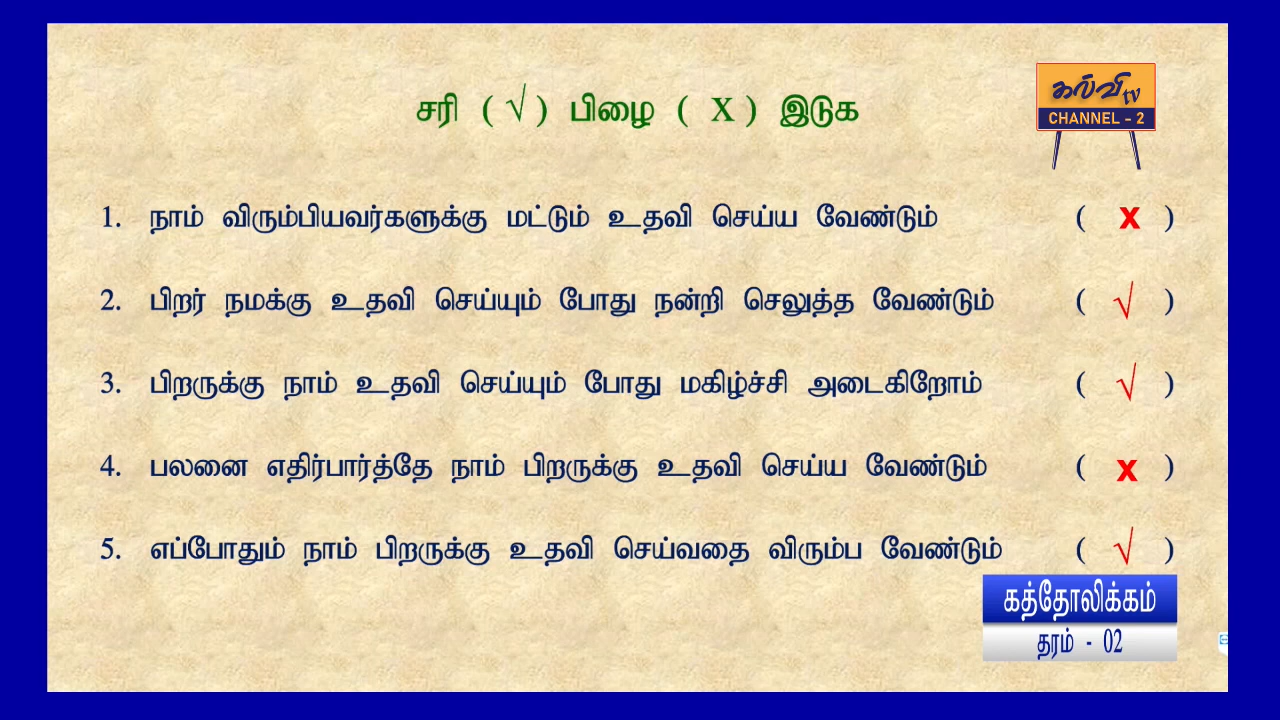 சரி ( √ ) பிழை ( X ) இடுக
கல்வி tv
CHANNEL - 2
1. நாம் விரும்பியவர்களுக்கு மட்டும் உதவி செய்ய வேண்டும் ( X )
2. பிறர் நமக்கு உதவி செய்யும் போது நன்றி செலுத்த வேண்டும் ( √ )
3. பிறருக்கு நாம் உதவி செய்யும் போது மகிழ்ச்சி அடைகிறோம் ( √ )
4. பலனை எதிர்பார்த்தே நாம் பிறருக்கு உதவி செய்ய வேண்டும் ( X )
5. எப்போதும் நாம் பிறருக்கு உதவி செய்வதை விரும்ப வேண்டும் ( √ )
கத்தோலிக்கம்
தரம் - 02